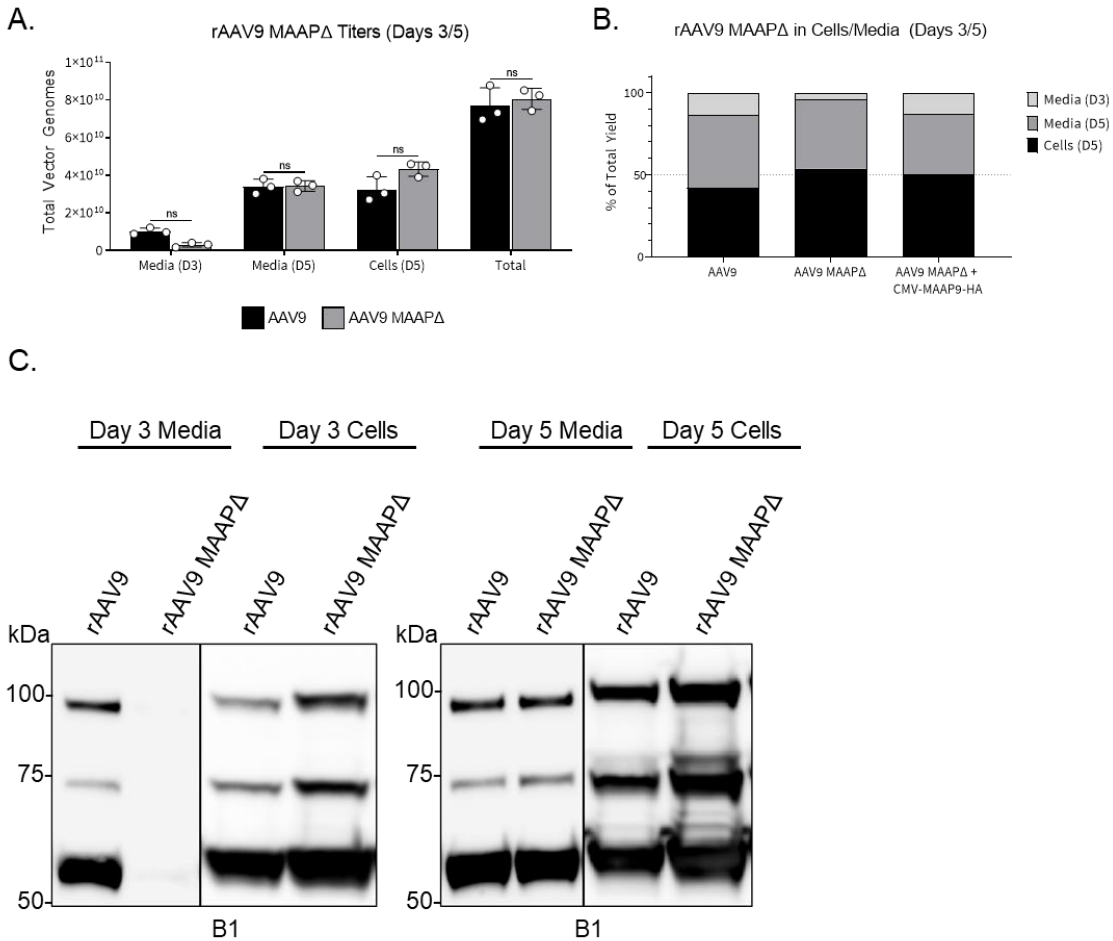 A.
rAAV9 MAAPΔ Titers (Days 3/5)
Total Vector Genomes
1×10¹¹
8×10¹⁰
6×10¹⁰
4×10¹⁰
2×10¹⁰
0
ns
ns
ns
ns
Media (D3)
Media (D5)
Cells (D5)
Total
AAV9
AAV9 MAAPΔ
B.
rAAV9 MAAPΔ in Cells/Media (Days 3/5)
% of Total Yield
100
50
0
AAV9
AAV9 MAAPΔ
AAV9 MAAPΔ +
CMV-MAAP9-HA
Media (D3)
Media (D5)
Cells (D5)
C.
Day 3 Media
Day 3 Cells
Day 5 Media
Day 5 Cells
rAAV9
rAAV9 MAAPΔ
rAAV9
rAAV9 MAAPΔ
rAAV9
rAAV9 MAAPΔ
rAAV9
rAAV9 MAAPΔ
kDa
100
75
50
B1
kDa
100
75
50
B1